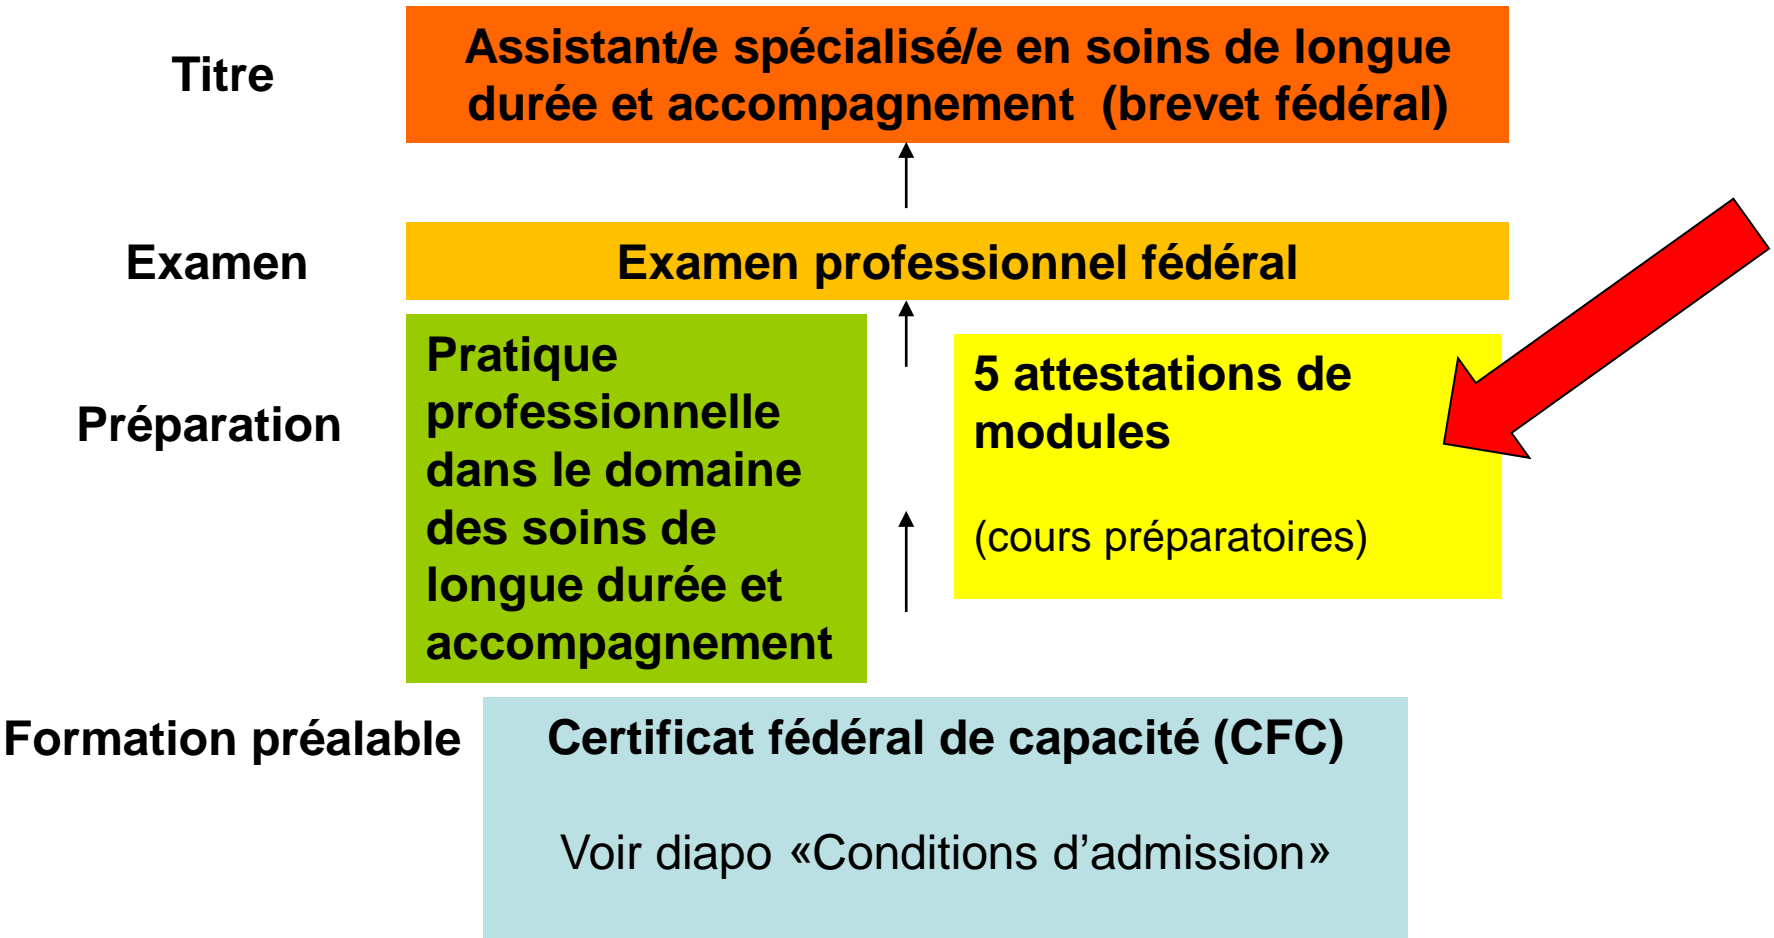 Titre
Assistant/e spécialisé/e en soins de longue
durée et accompagnement (brevet fédéral)
Examen
Examen professionnel fédéral
Préparation
Pratique
professionnelle
dans le domaine
des soins de
longue durée et
accompagnement
5 attestations de
modules
(cours préparatoires)
Formation préalable
Certificat fédéral de capacité (CFC)
Voir diapo «Conditions d’admission»